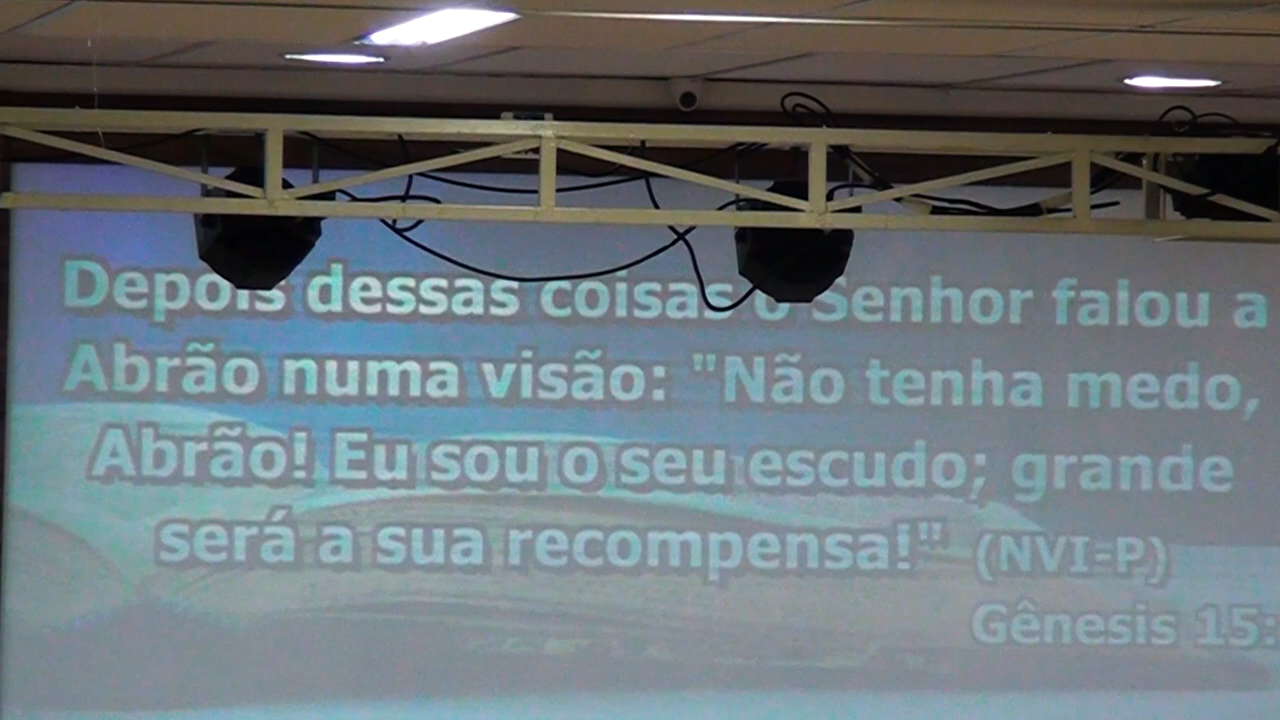 Depois dessas coisas o Senhor falou a
Abrão numa visão: "Não tenha medo,
Abrão! Eu sou o seu escudo; grande
será a sua recompensa!" (NVI-P)
Gênesis 15: